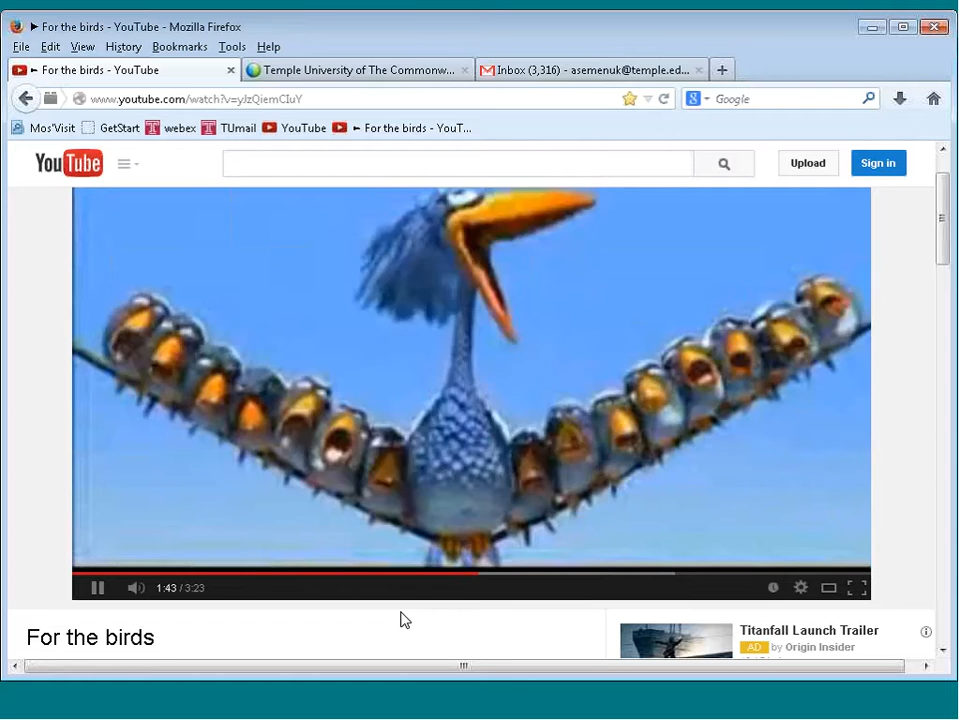 ► For the birds - YouTube - Mozilla Firefox
File Edit View History Bookmarks Tools Help
► For the birds - YouTube Temple University of The Commonw... Inbox (3,316) - asemenuk@temple.ed...
www.youtube.com/watch?v=yJzQiemCIuY Google
Mos'Visit GetStart webex TUmail YouTube ► For the birds - YouT...
YouTube Upload Sign in
1:43 / 3:23
For the birds
Titanfall Launch Trailer
AD by Origin Insider